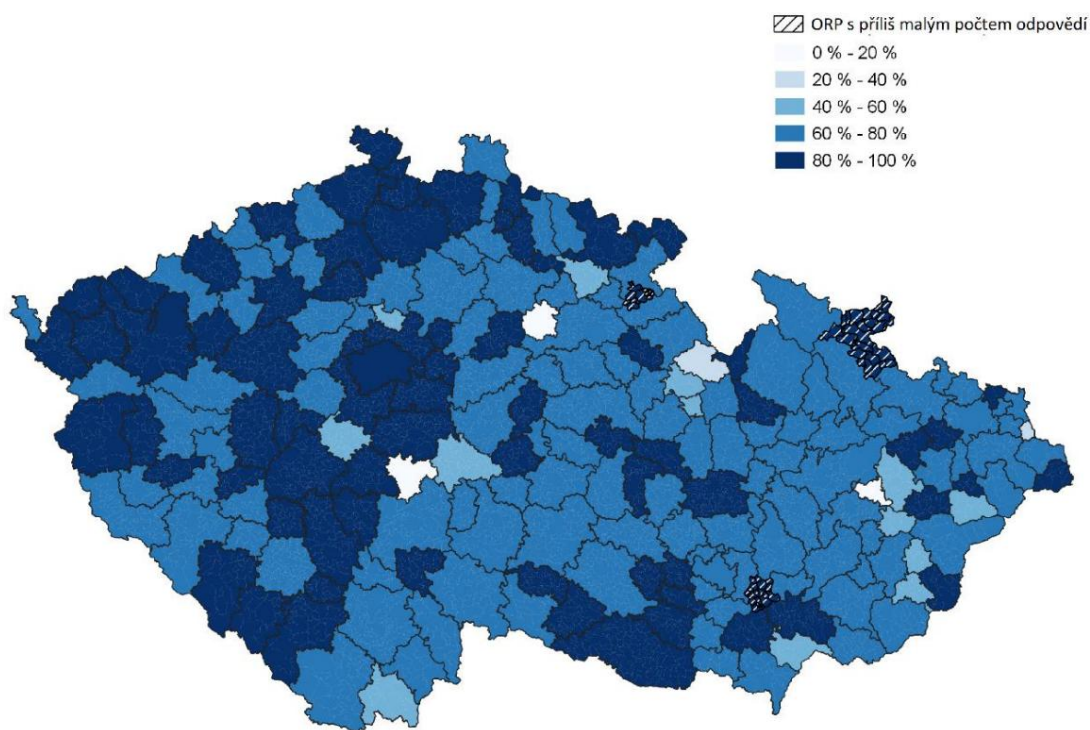 ORP s příliš malým počtem odpovědí
0 % - 20 %
20 % - 40 %
40 % - 60 %
60 % - 80 %
80 % - 100 %